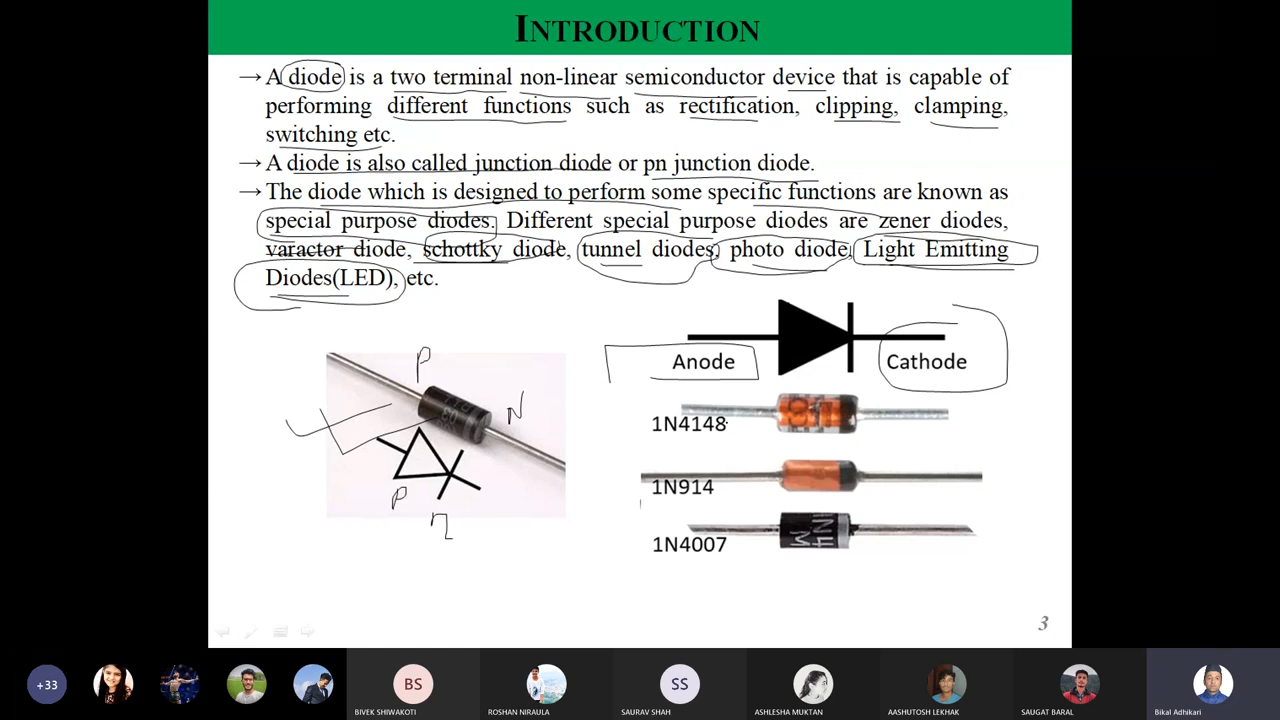 INTRODUCTION
→ A diode is a two terminal non-linear semiconductor device that is capable of
performing different functions such as rectification, clipping, clamping,
switching etc.
→ A diode is also called junction diode or pn junction diode.
→ The diode which is designed to perform some specific functions are known as
special purpose diodes. Different special purpose diodes are zener diodes,
varactor diode, schottky diode, tunnel diodes, photo diode, Light Emitting
Diodes(LED), etc.
P
N
P
n
Anode
Cathode
1N4148
1N914
1N4007
3
+33
BS
SS
BIVEK SHIWAKOTI
ROSHAN NIRAULA
SAURAV SHAH
ASHLESHA MUKTAN
AASHUTOSH LEKHAK
SAUGAT BARAL
Bikal Adhikari